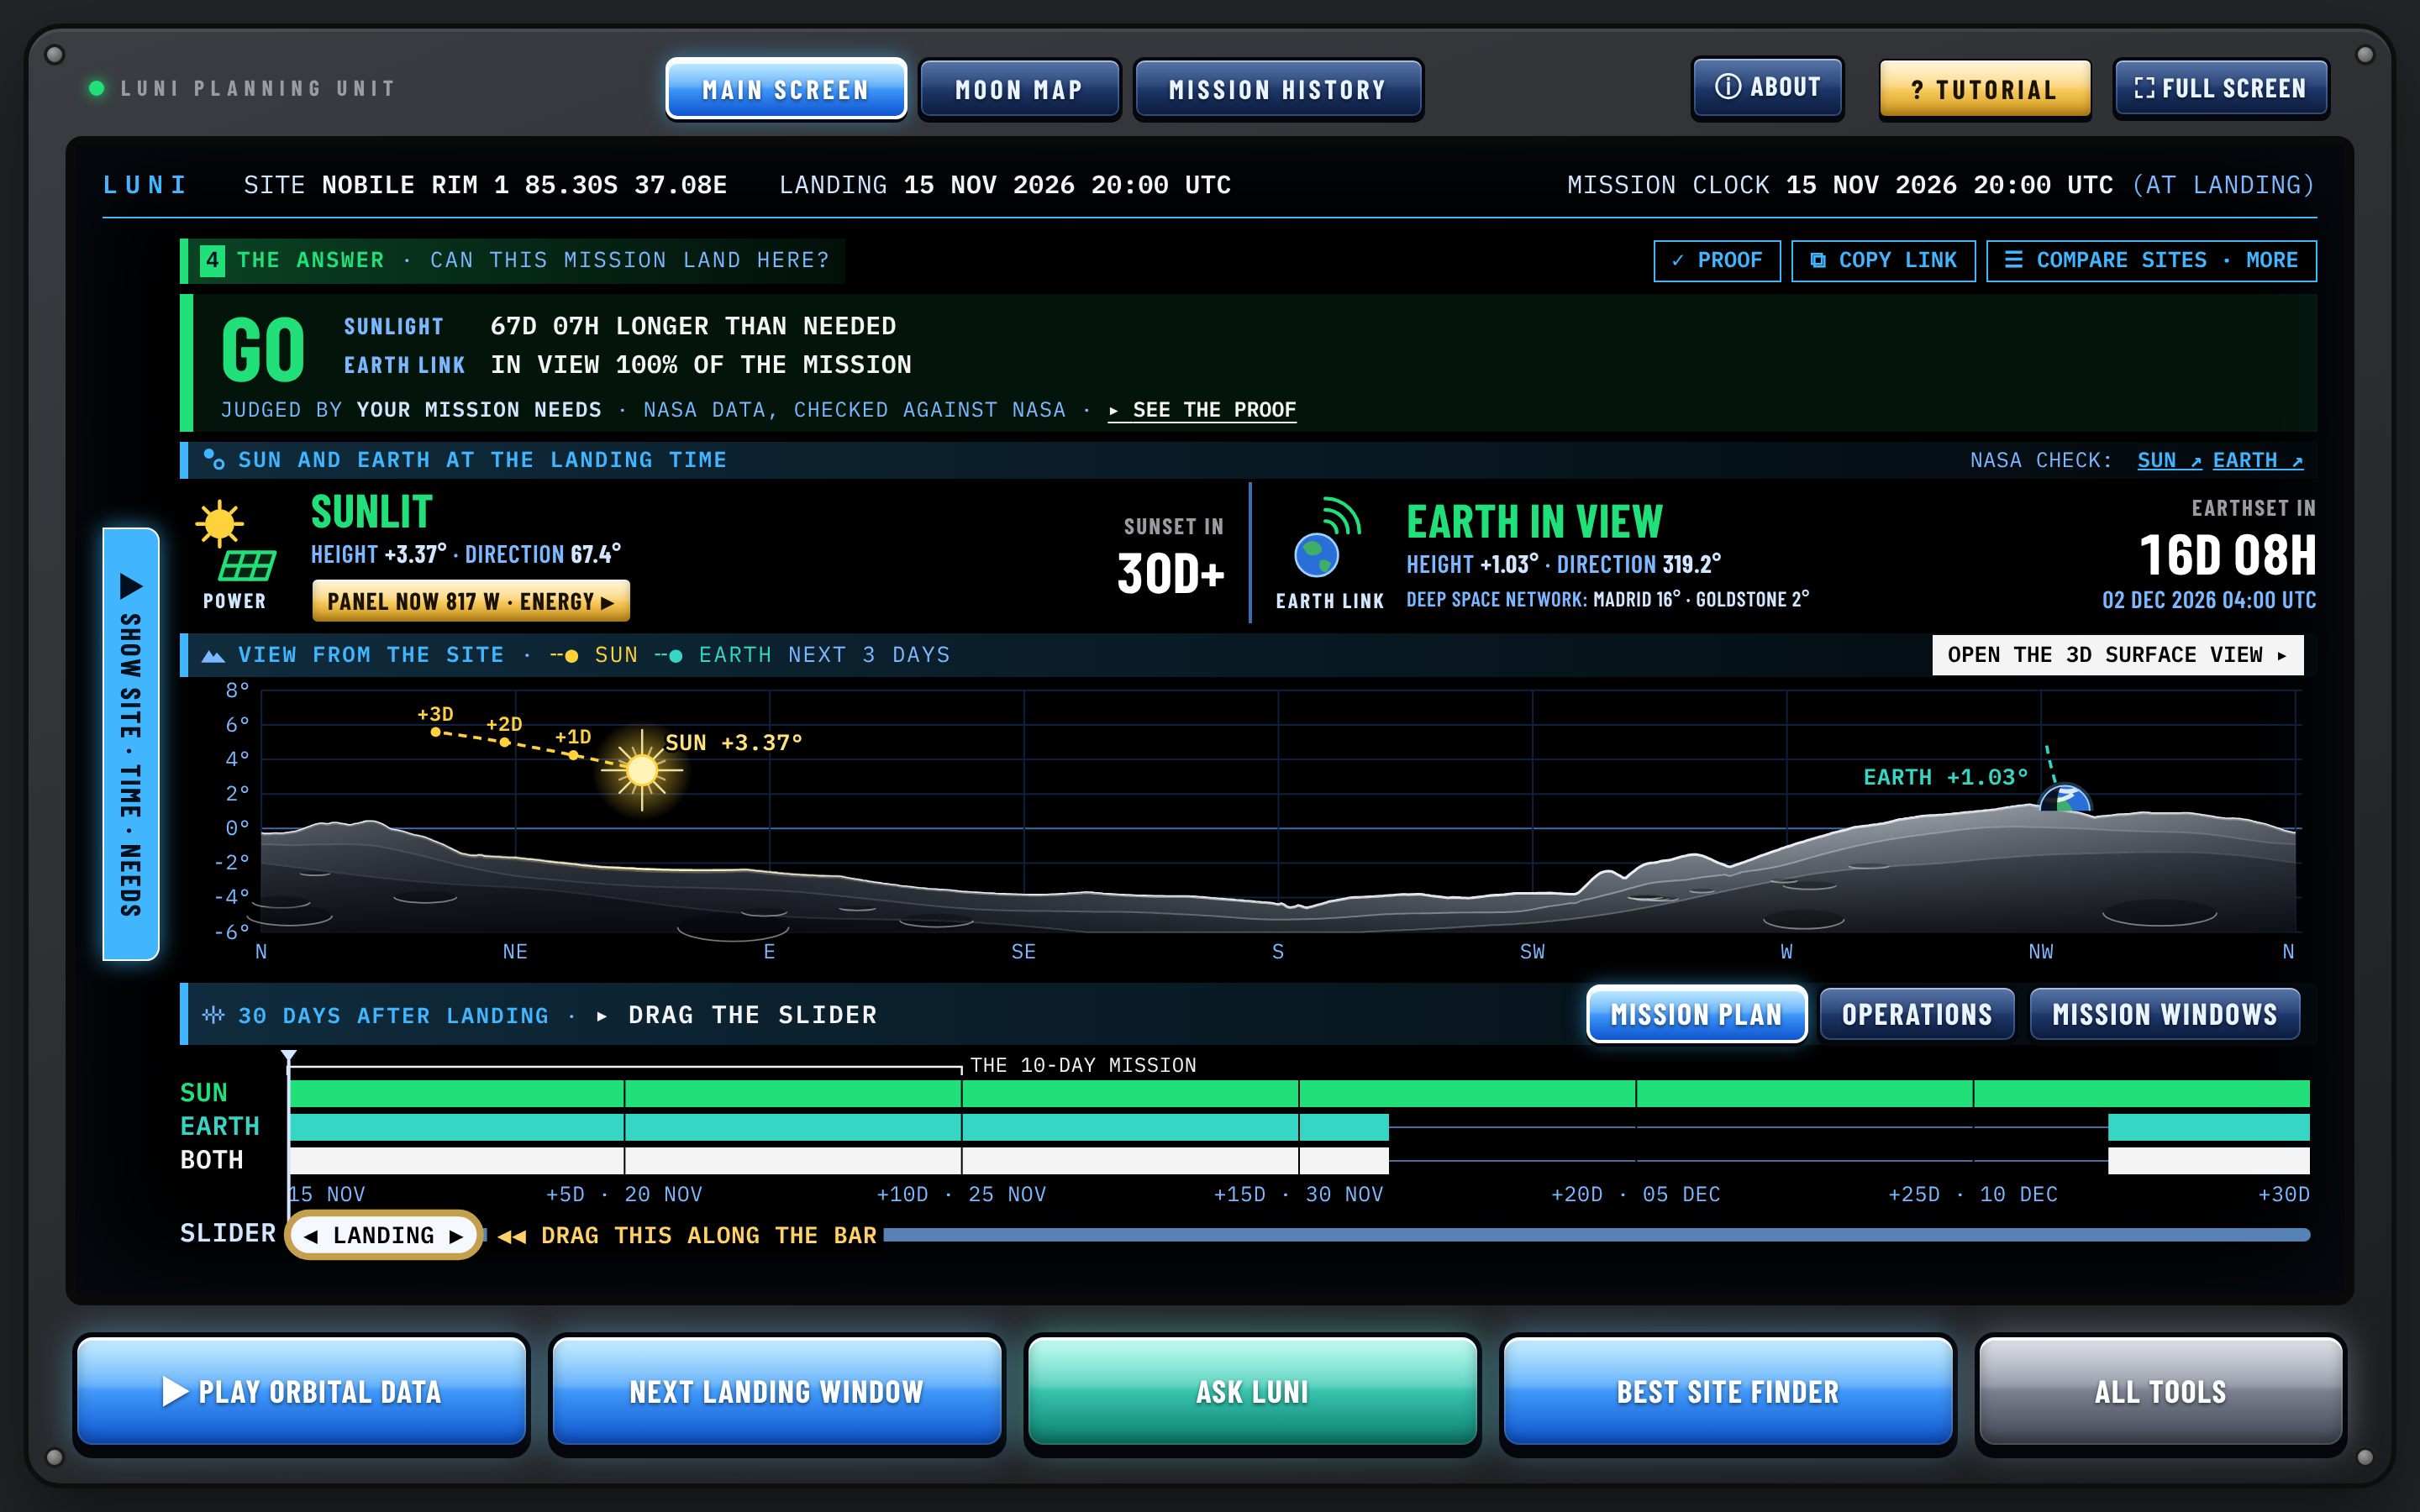 LUNI PLANNING UNIT
MAIN SCREEN
MOON MAP
MISSION HISTORY
ⓘ ABOUT
? TUTORIAL
⛶ FULL SCREEN
LUNI SITE NOBILE RIM 1 85.30S 37.08E LANDING 15 NOV 2026 20:00 UTC MISSION CLOCK 15 NOV 2026 20:00 UTC (AT LANDING)
4 THE ANSWER · CAN THIS MISSION LAND HERE?
✓ PROOF
⧉ COPY LINK
☰ COMPARE SITES · MORE
GO
SUNLIGHT 67D 07H LONGER THAN NEEDED
EARTH LINK IN VIEW 100% OF THE MISSION
JUDGED BY YOUR MISSION NEEDS · NASA DATA, CHECKED AGAINST NASA · ▸ SEE THE PROOF
SUN AND EARTH AT THE LANDING TIME
NASA CHECK: SUN ↗ EARTH ↗
▶ SHOW SITE · TIME · NEEDS
POWER
SUNLIT
HEIGHT +3.37° · DIRECTION 67.4°
PANEL NOW 817 W · ENERGY ▸
SUNSET IN
30D+
EARTH LINK
EARTH IN VIEW
HEIGHT +1.03° · DIRECTION 319.2°
DEEP SPACE NETWORK: MADRID 16° · GOLDSTONE 2°
EARTHSET IN
16D 08H
02 DEC 2026 04:00 UTC
VIEW FROM THE SITE · SUN EARTH NEXT 3 DAYS
OPEN THE 3D SURFACE VIEW ▸
8°
6°
4°
2°
0°
-2°
-4°
-6°
+3D
+2D
+1D
SUN +3.37°
EARTH +1.03°
N NE E SE S SW W NW N
30 DAYS AFTER LANDING · ▸ DRAG THE SLIDER
MISSION PLAN
OPERATIONS
MISSION WINDOWS
THE 10-DAY MISSION
SUN
EARTH
BOTH
15 NOV +5D · 20 NOV +10D · 25 NOV +15D · 30 NOV +20D · 05 DEC +25D · 10 DEC +30D
SLIDER ◀ LANDING ▶ ◀◀ DRAG THIS ALONG THE BAR
▶ PLAY ORBITAL DATA
NEXT LANDING WINDOW
ASK LUNI
BEST SITE FINDER
ALL TOOLS